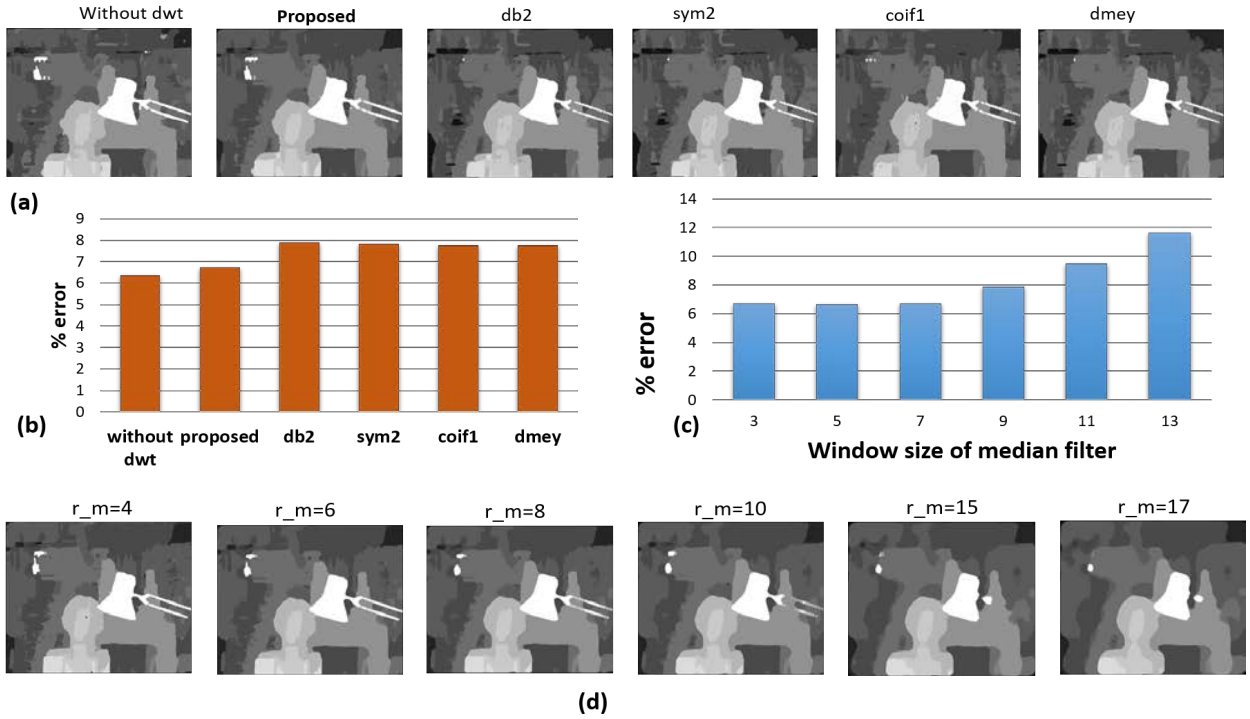 Without dwt Proposed db2 sym2 coif1 dmey
(a)
9
8
7
6
5
4
3
2
1
0
% error
without dwt proposed db2 sym2 coif1 dmey
(b)
14
12
10
8
6
4
2
0
% error
3 5 7 9 11 13
Window size of median filter
(c)
r_m=4 r_m=6 r_m=8 r_m=10 r_m=15 r_m=17
(d)